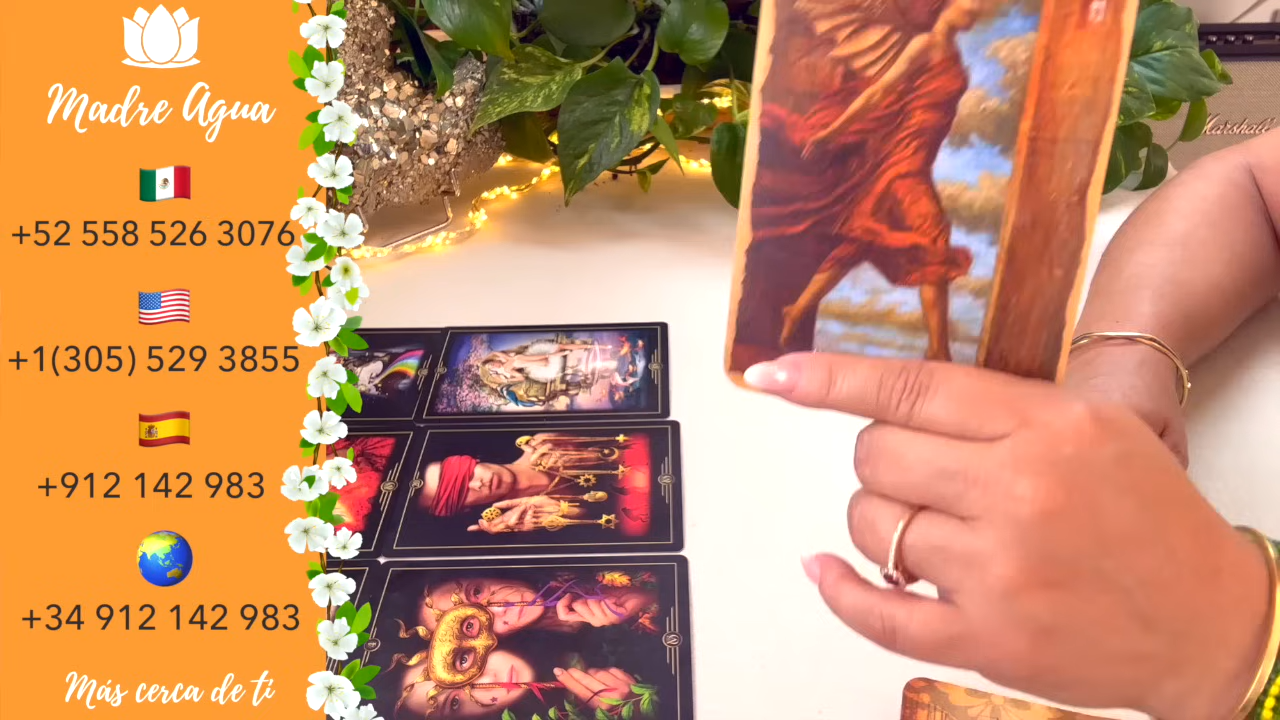 Madre Agua
+52 558 526 3076
+1(305) 529 3855
+912 142 983
+34 912 142 983
Más cerca de ti
Marshall